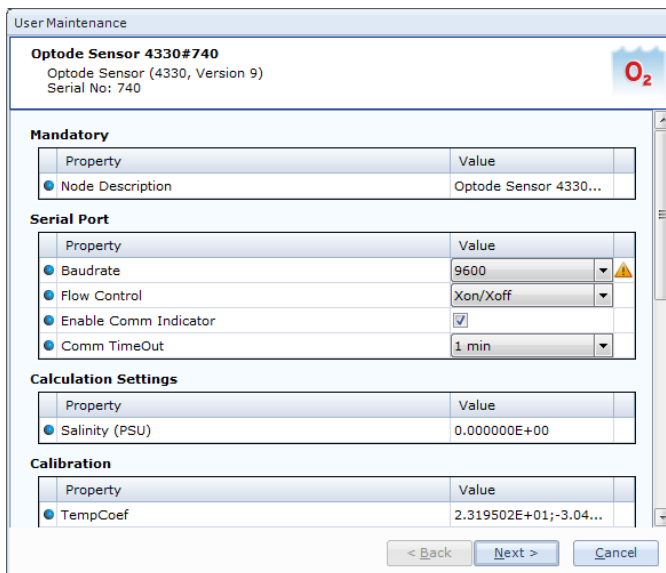 User Maintenance
Optode Sensor 4330#740
Optode Sensor (4330, Version 9)
Serial No: 740
O2
Mandatory
Property Value
Node Description Optode Sensor 4330...
Serial Port
Property Value
Baudrate 9600
Flow Control Xon/Xoff
Enable Comm Indicator
Comm TimeOut 1 min
Calculation Settings
Property Value
Salinity (PSU) 0.000000E+00
Calibration
Property Value
TempCoef 2.319502E+01;-3.04...
< Back Next > Cancel